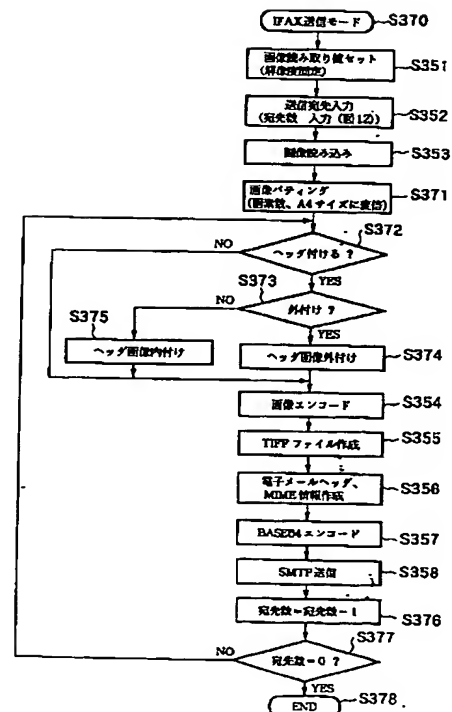 IFAX送信モード
S370
画像読み取り値セット
(解像度固定)
S351
送信宛先入力
(宛先数 入力(図12))
S352
画像読み込み
S353
画像パディング
(画素数、A4サイズに変倍)
S371
S372
ヘッダ付ける?
NO
YES
S373
外付け?
NO
YES
S375
ヘッダ画像内付け
ヘッダ画像外付け
S374
画像エンコード
S354
TIFFファイル作成
S355
電子メールヘッダ、
MIME情報作成
S356
BASE64エンコード
S357
SMTP送信
S358
宛先数=宛先数-1
S376
S377
宛先数=0 ?
NO
YES
END
S378